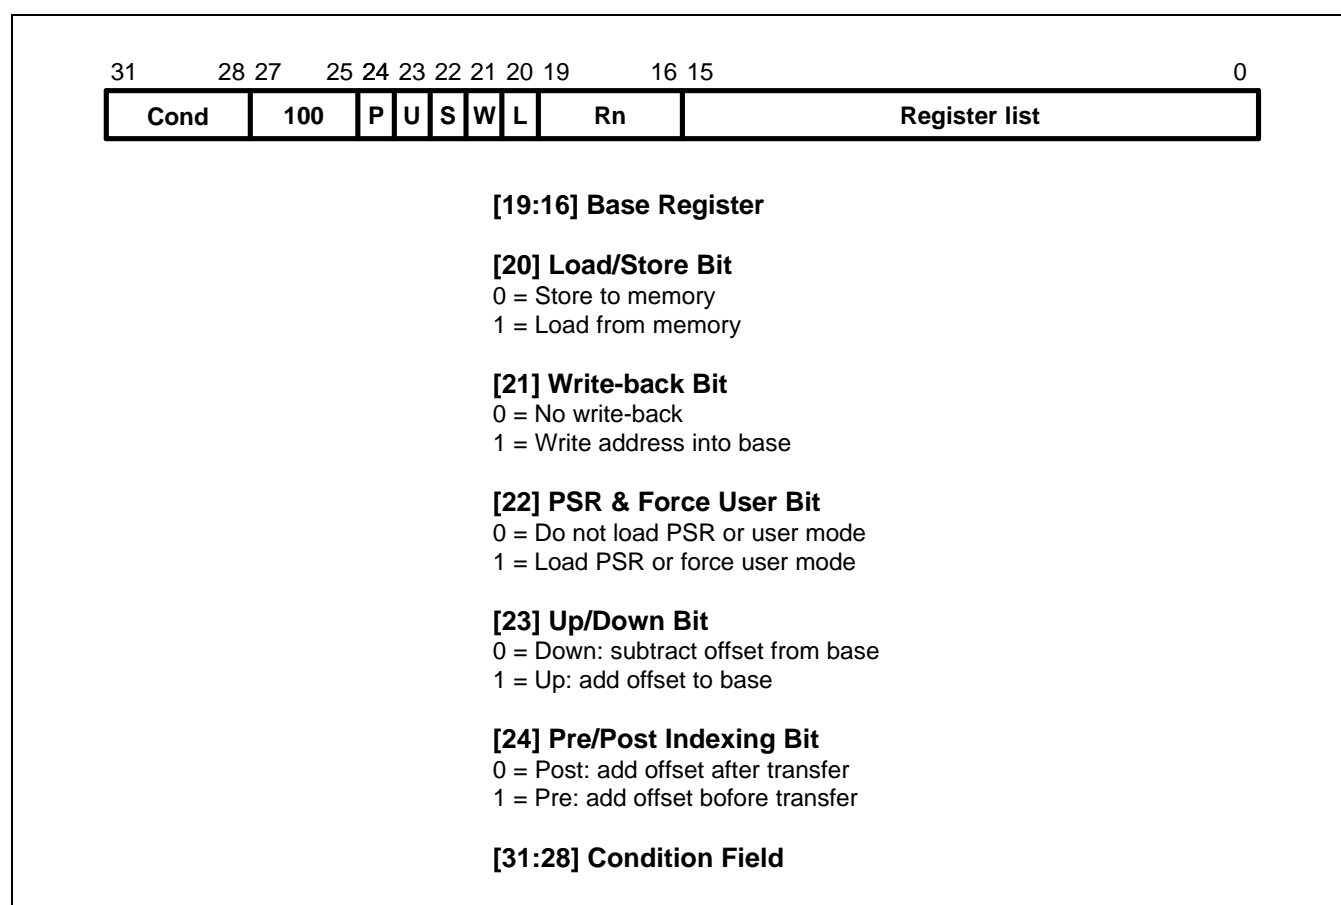 31 28 27 25 24 23 22 21 20 19 16 15 0
Cond 100 P U S W L Rn Register list
[19:16] Base Register
[20] Load/Store Bit
0 = Store to memory
1 = Load from memory
[21] Write-back Bit
0 = No write-back
1 = Write address into base
[22] PSR & Force User Bit
0 = Do not load PSR or user mode
1 = Load PSR or force user mode
[23] Up/Down Bit
0 = Down: subtract offset from base
1 = Up: add offset to base
[24] Pre/Post Indexing Bit
0 = Post: add offset after transfer
1 = Pre: add offset bofore transfer
[31:28] Condition Field